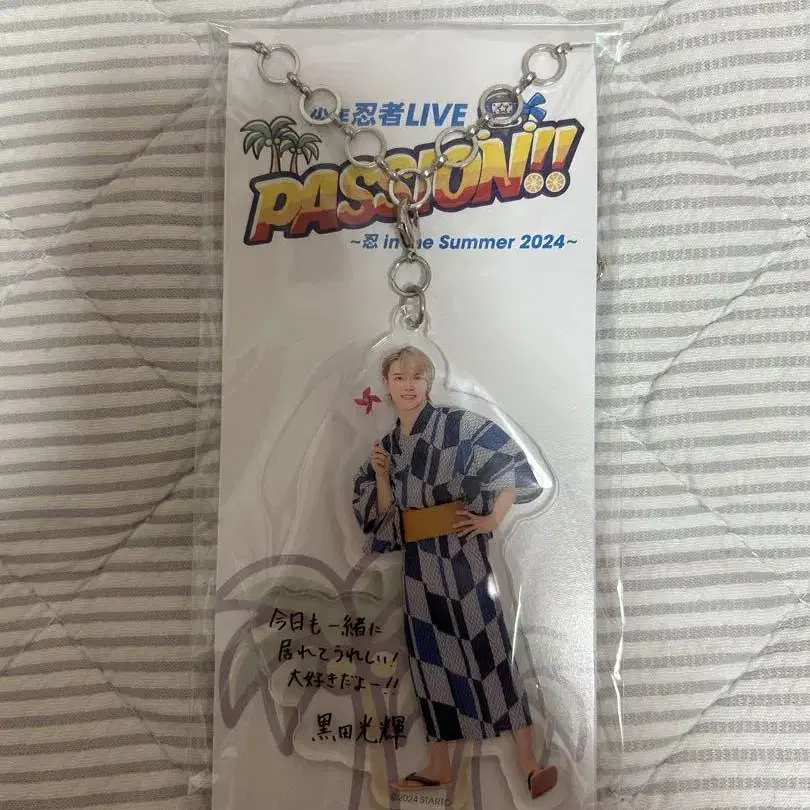 少年忍者LIVE
PASSION!!
~忍 in the Summer 2024~
今日も一緒に
居れてうれしい!
大好きだよー!!
黒田光輝
©2024 STARTO